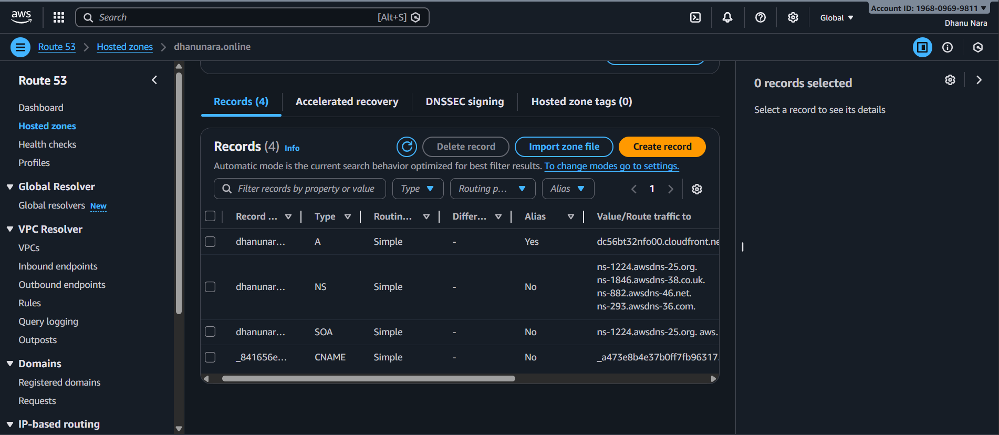 aws
Search
[Alt+S]
Global
Account ID: 1968-0969-9811
Dhanu Nara
Route 53
Hosted zones
dhanunara.online
Route 53
Dashboard
Hosted zones
Health checks
Profiles
Global Resolver
Global resolvers New
VPC Resolver
VPCs
Inbound endpoints
Outbound endpoints
Rules
Query logging
Outposts
Domains
Registered domains
Requests
IP-based routing
Records (4)
Accelerated recovery
DNSSEC signing
Hosted zone tags (0)
Records (4) Info
Delete record
Import zone file
Create record
Automatic mode is the current search behavior optimized for best filter results. To change modes go to settings.
Filter records by property or value
Type
Routing p...
Alias
1
Record ... Type Routin... Differ... Alias Value/Route traffic to
dhanunar... A Simple - Yes dc56bt32nfo00.cloudfront.ne
dhanunar... NS Simple - No
ns-1224.awsdns-25.org.
ns-1846.awsdns-38.co.uk.
ns-882.awsdns-46.net.
ns-293.awsdns-36.com.
dhanunar... SOA Simple - No ns-1224.awsdns-25.org. aws.
_841656e... CNAME Simple - No _a473e8b4e37b0ff7fb96317.
0 records selected
Select a record to see its details